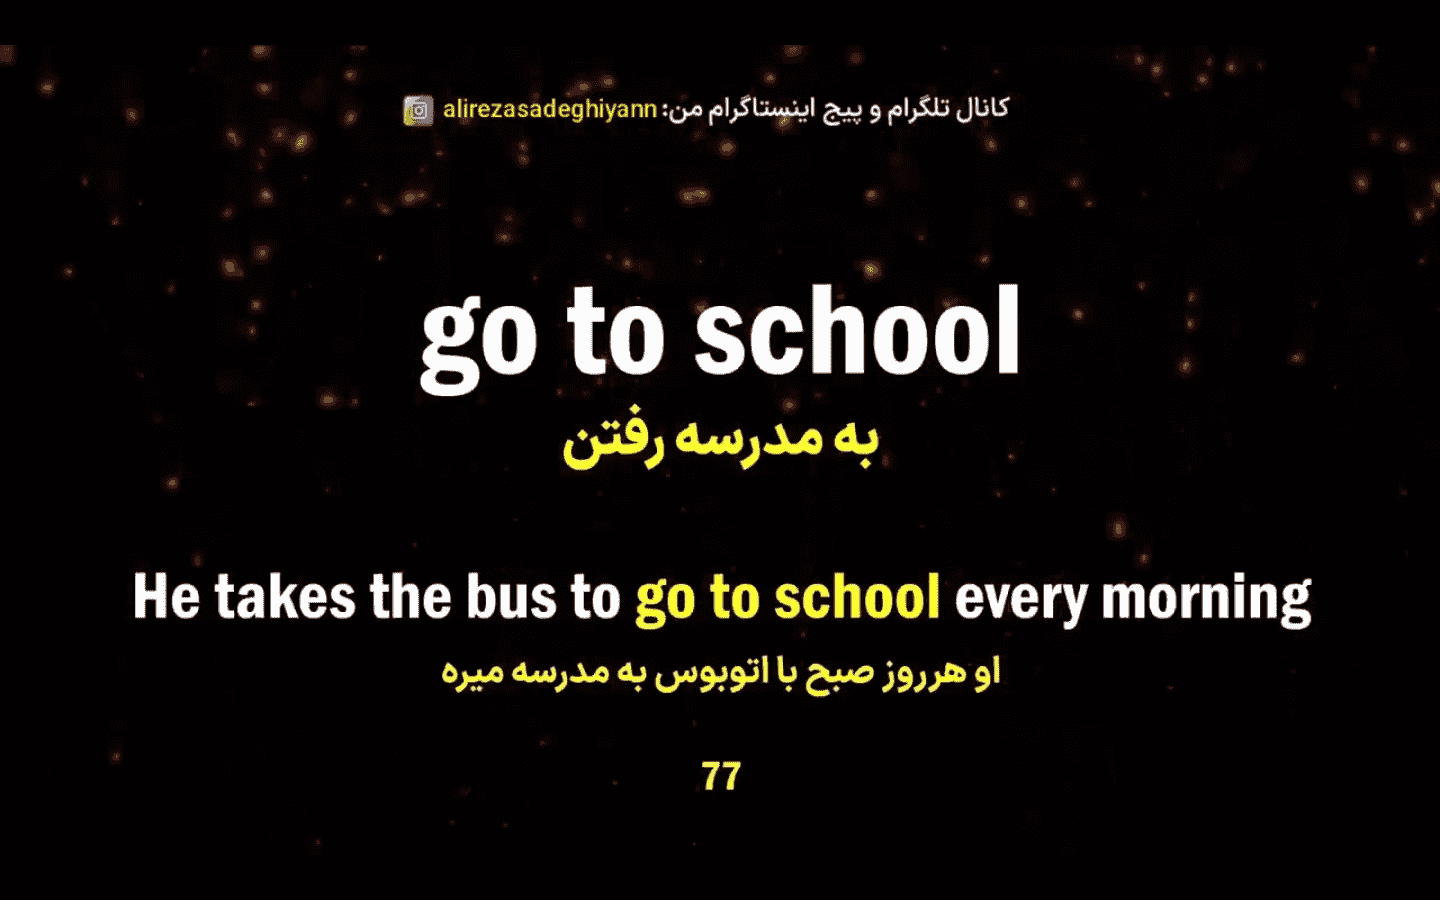 کانال تلگرام و پیج اینستاگرام من: alirezasadeghiyann
go to school
به مدرسه رفتن
He takes the bus to go to school every morning
او هرروز صبح با اتوبوس به مدرسه میره
77